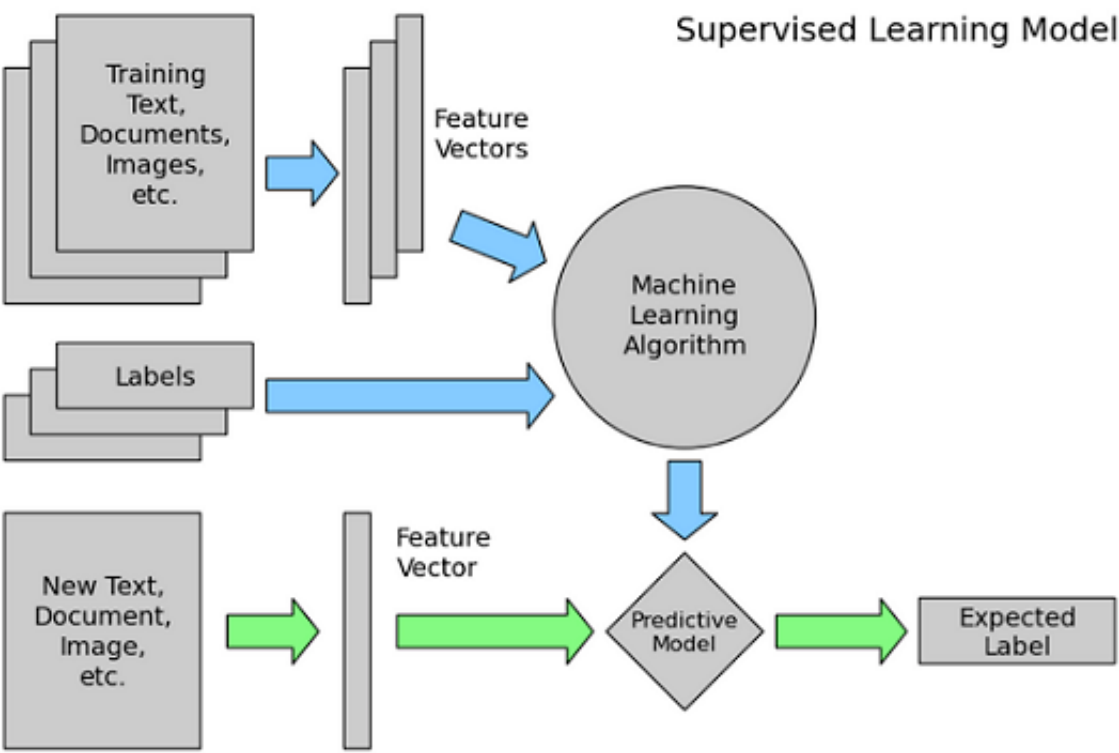 Supervised Learning Model
Training
Text,
Documents,
Images,
etc.
Feature
Vectors
Machine
Learning
Algorithm
Labels
New Text,
Document,
Image,
etc.
Feature
Vector
Predictive
Model
Expected
Label